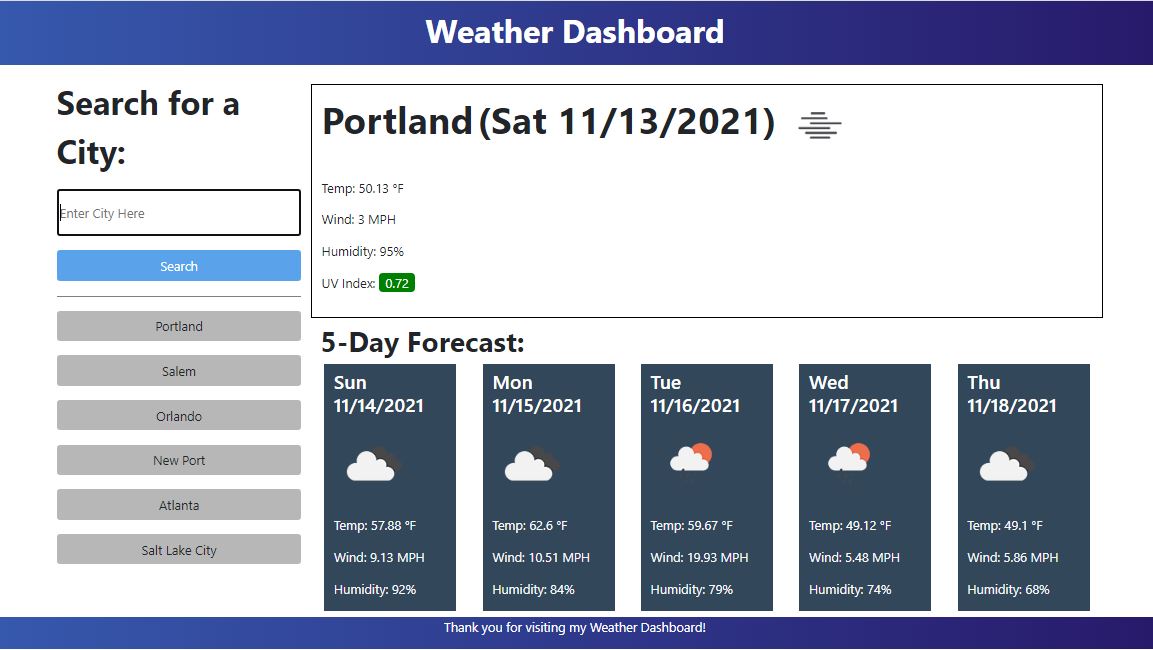 Weather Dashboard
Search for a
City:
Enter City Here
Search
Portland
Salem
Orlando
New Port
Atlanta
Salt Lake City
Portland (Sat 11/13/2021)
Temp: 50.13 °F
Wind: 3 MPH
Humidity: 95%
UV Index: 0.72
5-Day Forecast:
Sun
11/14/2021
Temp: 57.88 °F
Wind: 9.13 MPH
Humidity: 92%
Mon
11/15/2021
Temp: 62.6 °F
Wind: 10.51 MPH
Humidity: 84%
Tue
11/16/2021
Temp: 59.67 °F
Wind: 19.93 MPH
Humidity: 79%
Wed
11/17/2021
Temp: 49.12 °F
Wind: 5.48 MPH
Humidity: 74%
Thu
11/18/2021
Temp: 49.1 °F
Wind: 5.86 MPH
Humidity: 68%
Thank you for visiting my Weather Dashboard!